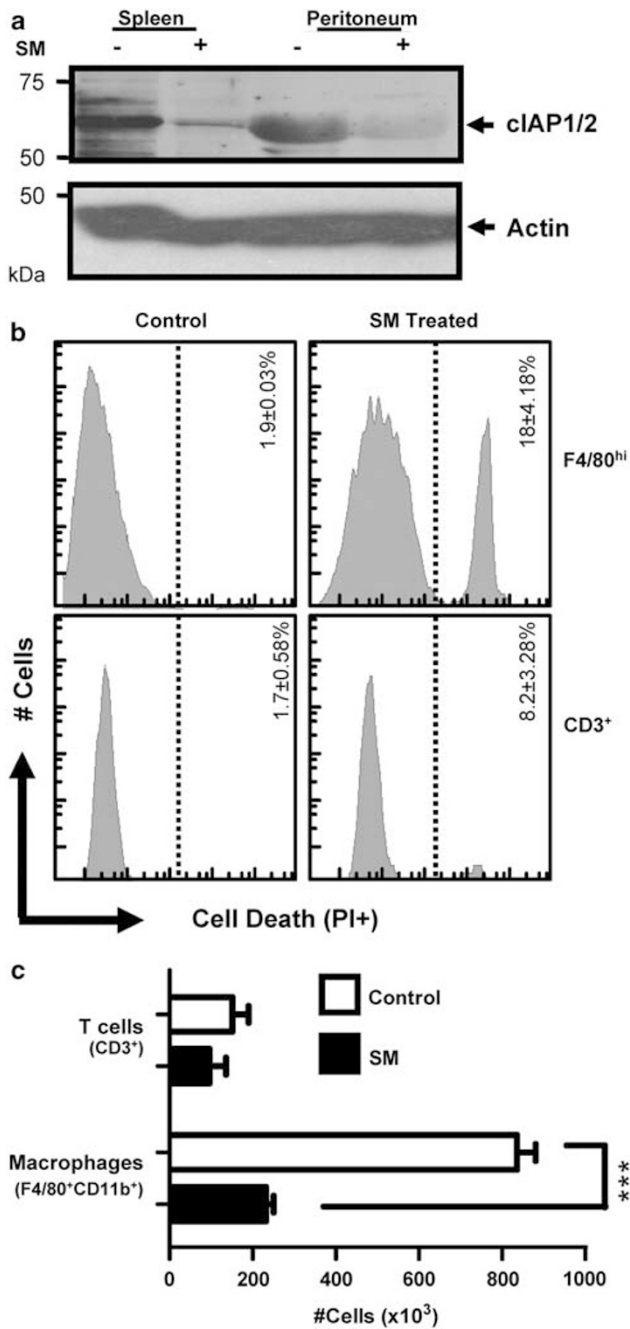 a
Spleen Peritoneum
SM - + - +
75
50
cIAP1/2
50
Actin
kDa
b
Control SM Treated
1.9±0.03%
18±4.18%
F4/80hi
1.7±0.58%
8.2±3.28%
CD3+
# Cells
Cell Death (PI+)
c
Control
SM
T cells
(CD3+)
Macrophages
(F4/80+CD11b+)
***
0 200 400 600 800 1000
#Cells (x10³)